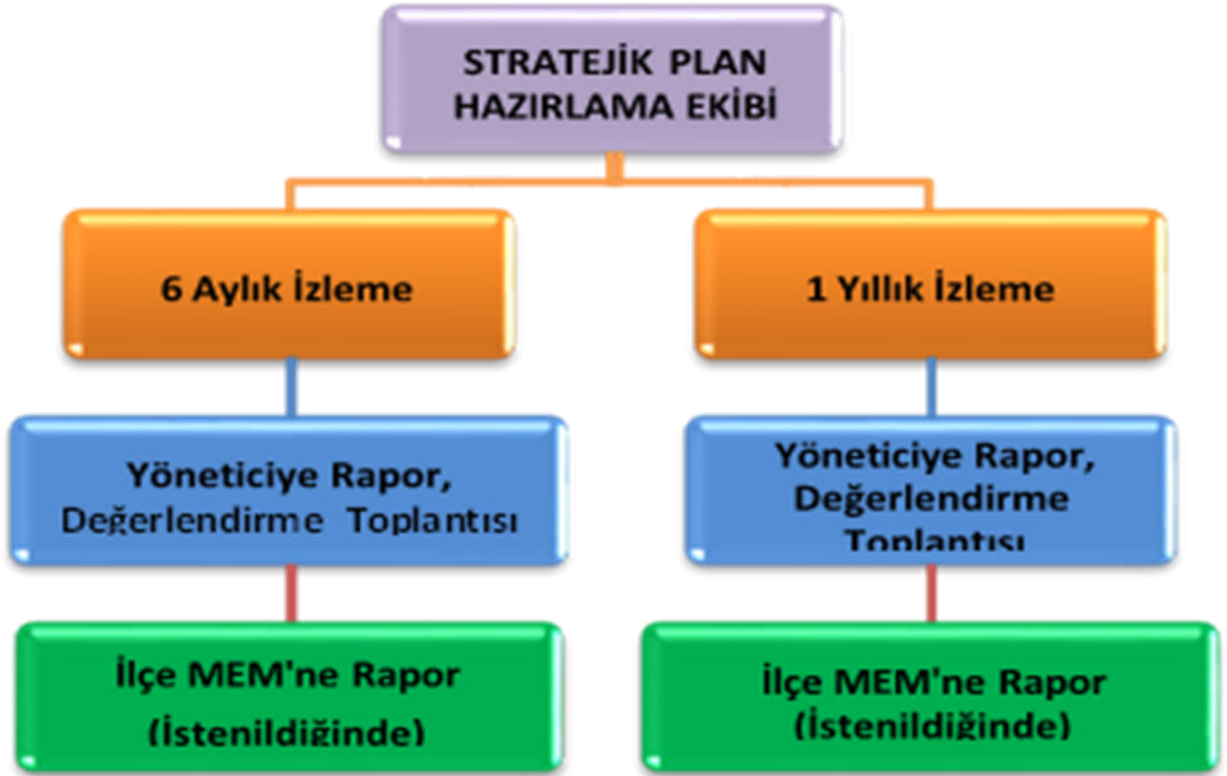 STRATEJİK PLAN
HAZIRLAMA EKİBİ
6 Aylık İzleme
1 Yıllık İzleme
Yöneticiye Rapor,
Değerlendirme Toplantısı
Yöneticiye Rapor,
Değerlendirme
Toplantısı
İlçe MEM'ne Rapor
(İstenildiğinde)
İlçe MEM'ne Rapor
(İstenildiğinde)